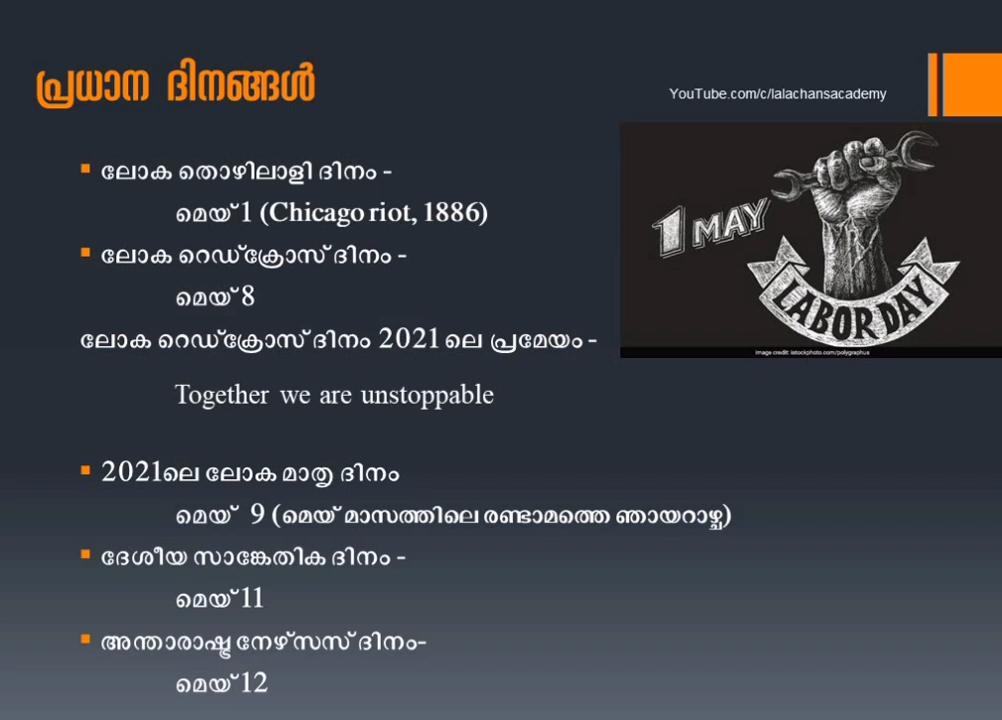 പ്രധാന ദിനങ്ങൾ
YouTube.com/c/lalachansacademy
ലോക തൊഴിലാളി ദിനം -
മെയ് 1 (Chicago riot, 1886)
ലോക റെഡ്ക്രോസ് ദിനം -
മെയ് 8
ലോക റെഡ്ക്രോസ് ദിനം 2021 ലെ പ്രമേയം -
Together we are unstoppable
2021ലെ ലോക മാതൃ ദിനം
മെയ് 9 (മെയ് മാസത്തിലെ രണ്ടാമത്തെ ഞായറാഴ്ച)
ദേശീയ സാങ്കേതിക ദിനം -
മെയ് 11
അന്താരാഷ്ട്ര നേഴ്സസ് ദിനം-
മെയ് 12
1 MAY
LABOR DAY
image credit: istockphoto.com/polygraphus